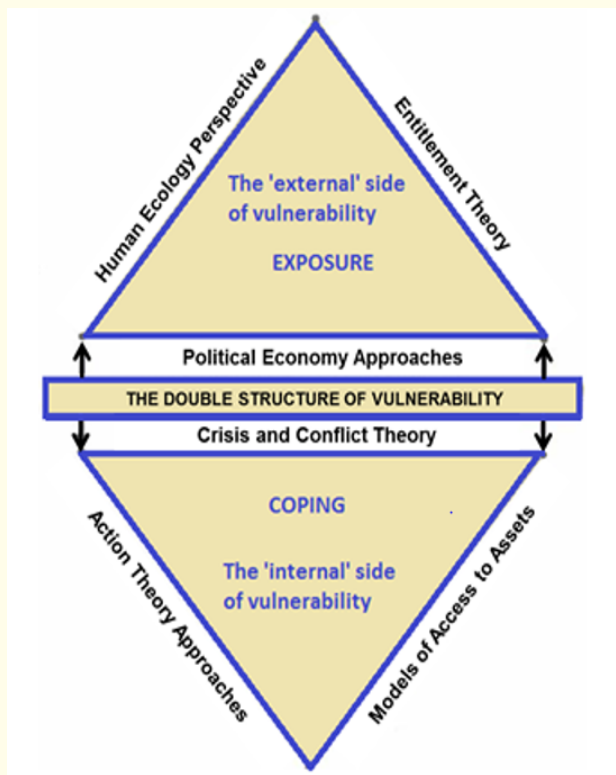 Human Ecology Perspective
Entitlement Theory
The 'external' side
of vulnerability
EXPOSURE
Political Economy Approaches
THE DOUBLE STRUCTURE OF VULNERABILITY
Crisis and Conflict Theory
COPING
The 'internal' side
of vulnerability
Action Theory Approaches
Models of Access to Assets